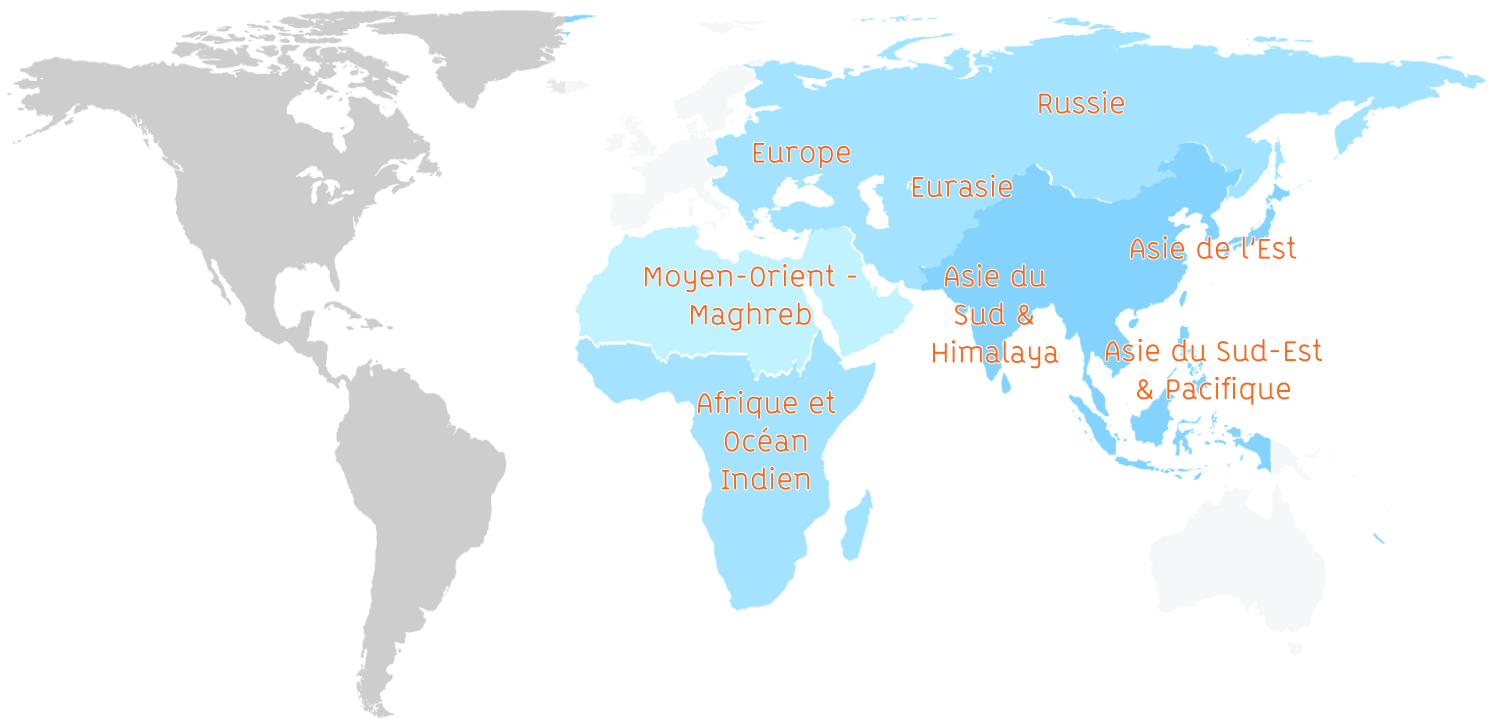 Russie
Europe
Eurasie
Asie de l'Est
Moyen-Orient -
Maghreb
Asie du
Sud &
Himalaya
Asie du Sud-Est
& Pacifique
Afrique et
Océan
Indien